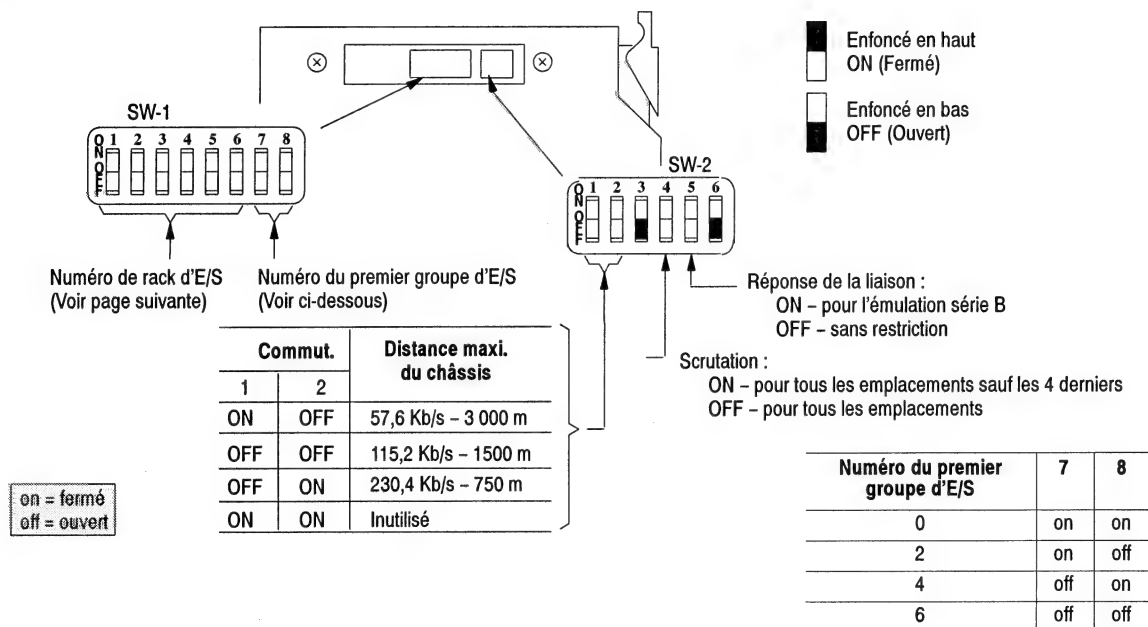 Enfoncé en haut
ON (Fermé)
Enfoncé en bas
OFF (Ouvert)
SW-1
ON OFF
1 2 3 4 5 6 7 8
SW-2
ON OFF
1 2 3 4 5 6
Numéro de rack d'E/S
(Voir page suivante)
Numéro du premier groupe d'E/S
(Voir ci-dessous)
Réponse de la liaison :
ON – pour l'émulation série B
OFF – sans restriction
Scrutation :
ON – pour tous les emplacements sauf les 4 derniers
OFF – pour tous les emplacements
Commut. Distance maxi. du châssis
1 2
ON OFF 57,6 Kb/s – 3 000 m
OFF OFF 115,2 Kb/s – 1500 m
OFF ON 230,4 Kb/s – 750 m
ON ON Inutilisé
on = fermé
off = ouvert
Numéro du premier groupe d'E/S 7 8
0 on on
2 on off
4 off on
6 off off